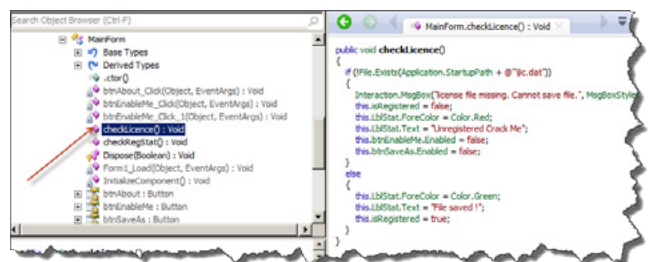 Search Object Browser (Ctrl-F)
MainForm
Base Types
Derived Types
.ctor()
btnAbout_Click(Object, EventArgs) : Void
btnEnableMe_Click(Object, EventArgs) : Void
btnEnableMe_Click_1(Object, EventArgs) : Void
checkLicence() : Void
checkRegStat() : Void
Dispose(Boolean) : Void
Form1_Load(Object, EventArgs) : Void
InitializeComponent() : Void
btnAbout : Button
btnEnableMe : Button
btnSaveAs : Button
MainForm.checkLicence() : Void
public void checkLicence()
{
if (!File.Exists(Application.StartupPath + @"\lic.dat"))
{
Interaction.MsgBox("license file missing. Cannot save file.", MsgBoxStyle
this.isRegistered = false;
this.LblStat.ForeColor = Color.Red;
this.LblStat.Text = "Unregistered Crack Me";
this.btnEnableMe.Enabled = false;
this.btnSaveAs.Enabled = false;
}
else
{
this.LblStat.ForeColor = Color.Green;
this.LblStat.Text = "File saved !";
this.isRegistered = true;
}
}